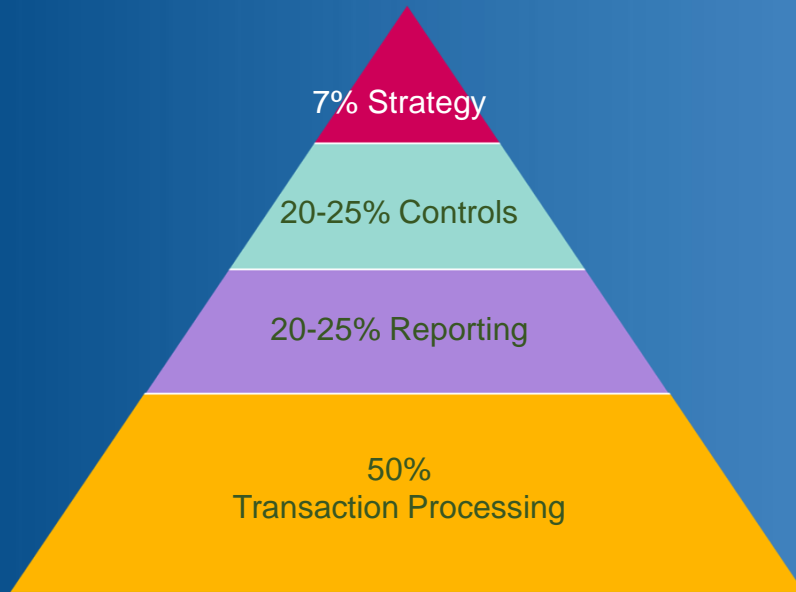 7% Strategy
20-25% Controls
20-25% Reporting
50%
Transaction Processing